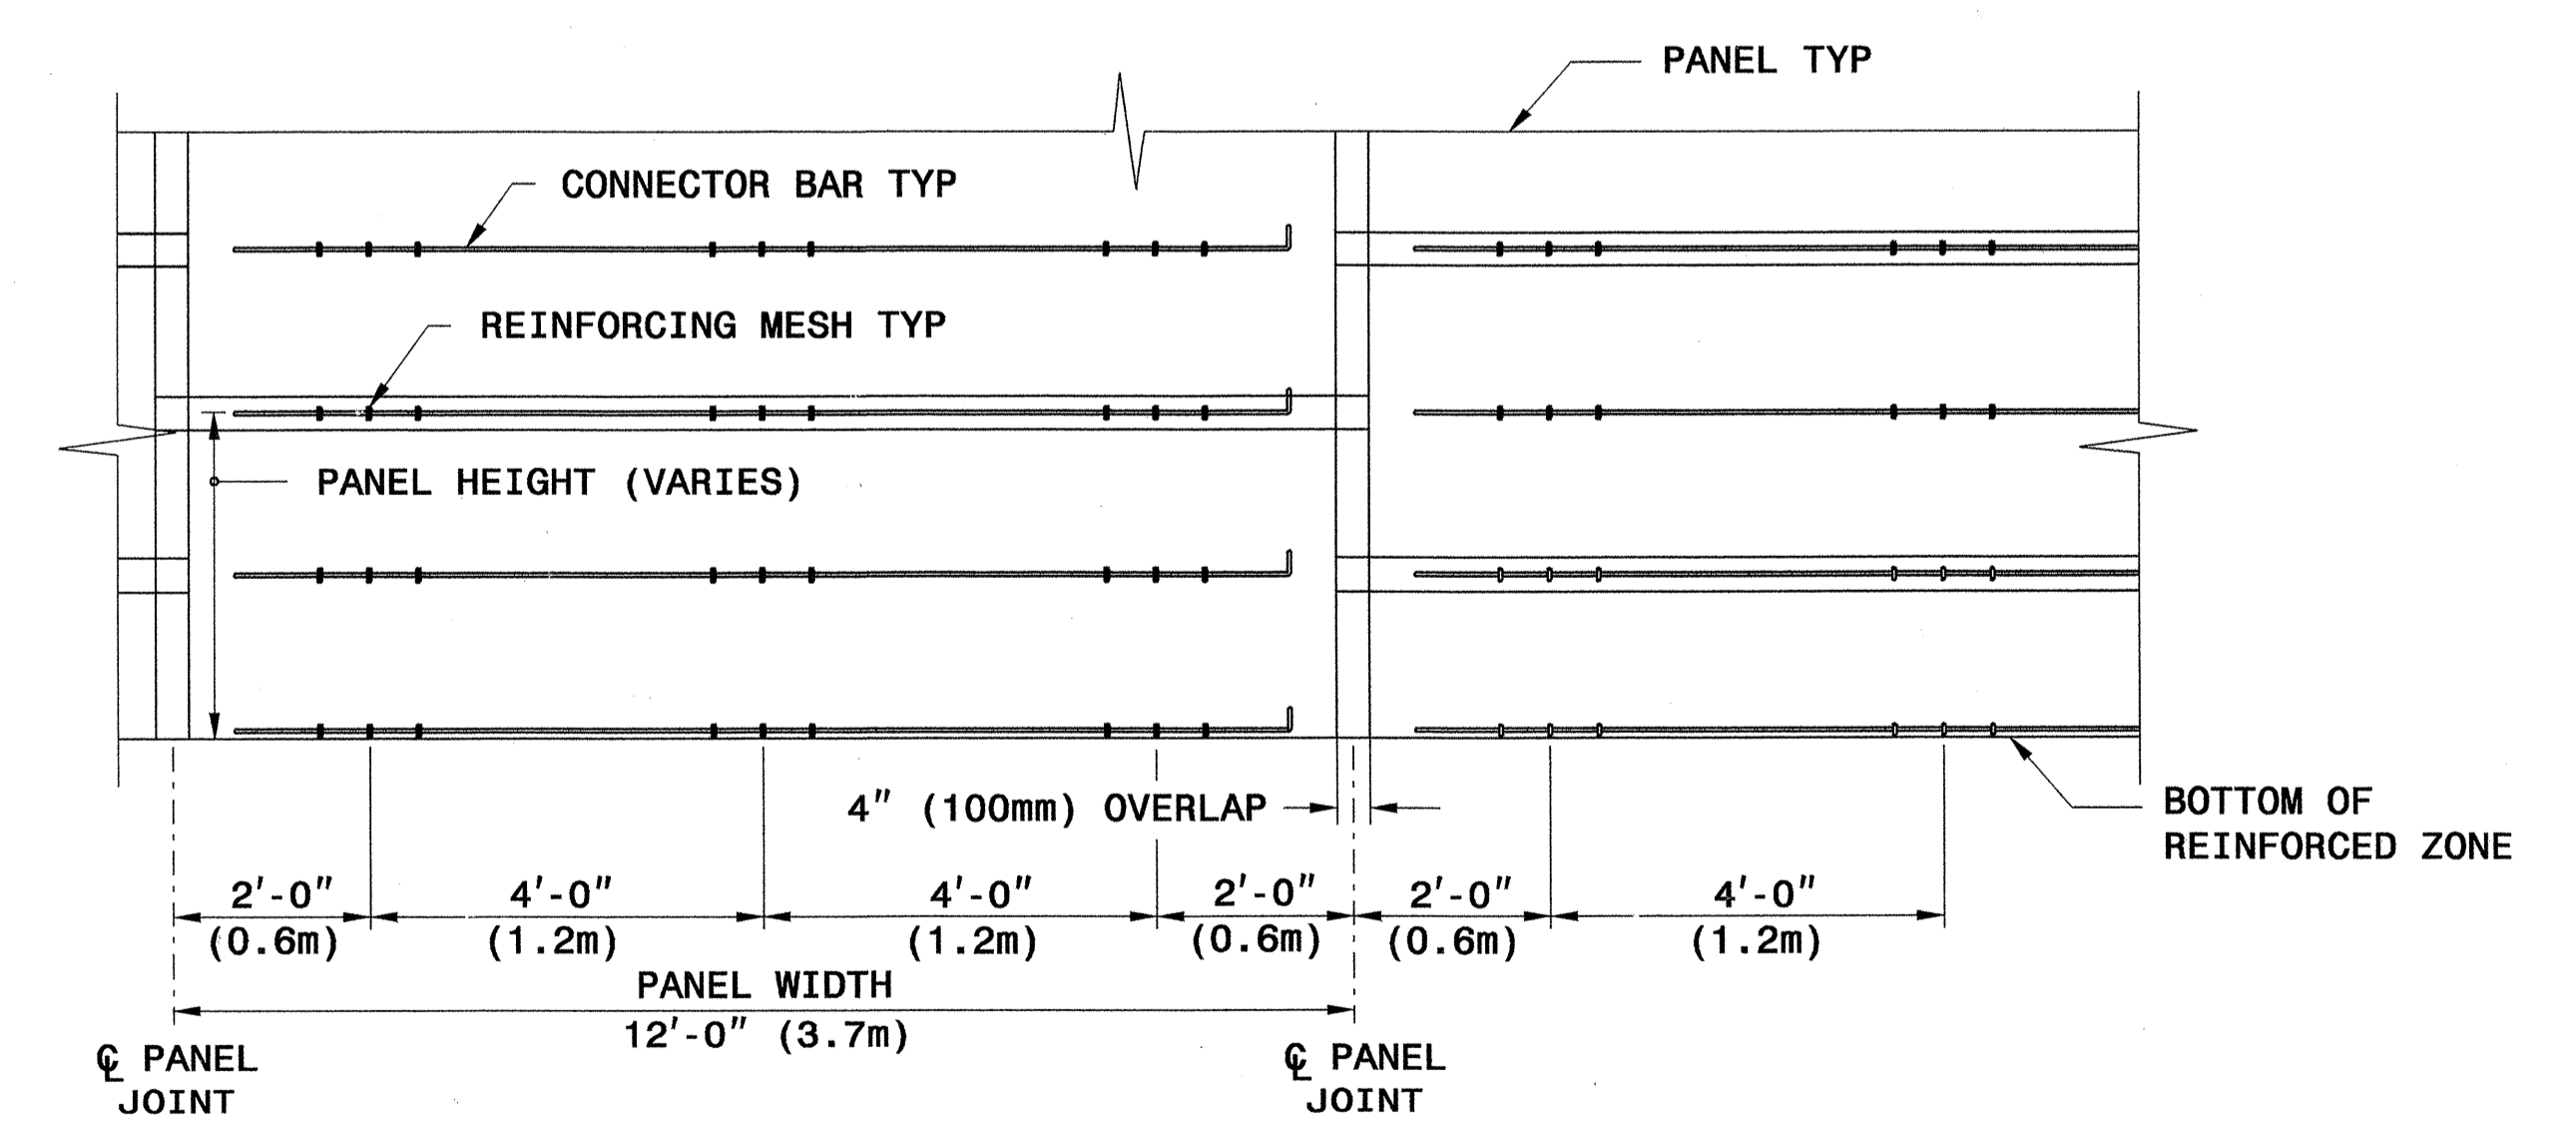 PANEL TYP
CONNECTOR BAR TYP
REINFORCING MESH TYP
PANEL HEIGHT (VARIES)
4" (100mm) OVERLAP
BOTTOM OF
REINFORCED ZONE
2'-0" 4'-0" 4'-0" 2'-0" 2'-0" 4'-0"
(0.6m) (1.2m) (1.2m) (0.6m) (0.6m) (1.2m)
PANEL WIDTH
12'-0" (3.7m)
℄ PANEL
JOINT
℄ PANEL
JOINT